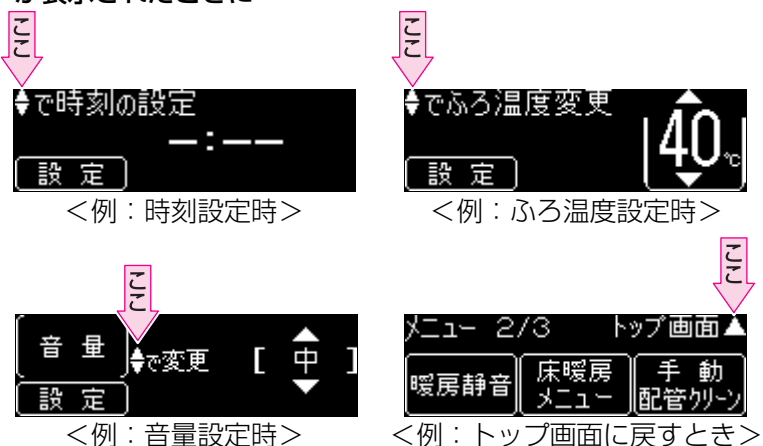 ここ
ここ
♦で時刻の設定
－:－－
設 定
＜例：時刻設定時＞
♦でふろ温度変更
40℃
設 定
＜例：ふろ温度設定時＞
ここ
ここ
音 量
♦で変更 [ 中 ]
設 定
＜例：音量設定時＞
メニュー 2/3 トップ画面▲
暖房静音
床暖房
メニュー
手 動
配管クリーン
＜例：トップ画面に戻すとき＞